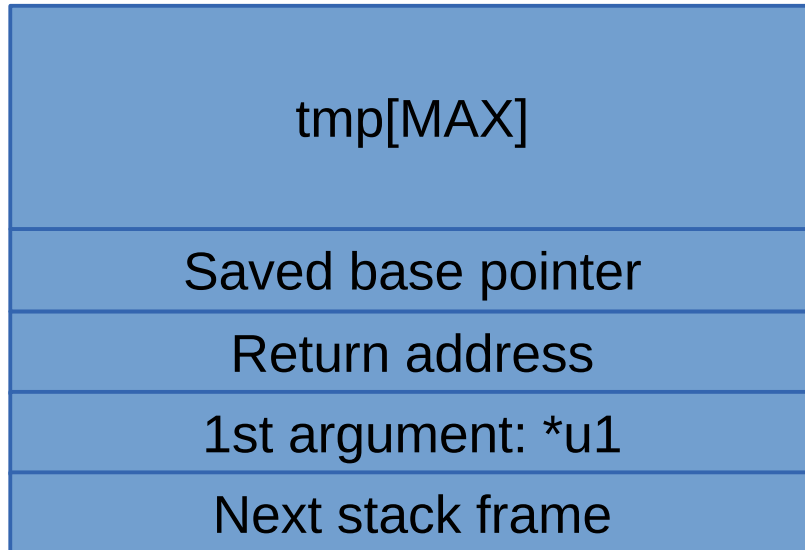 tmp[MAX]
Saved base pointer
Return address
1st argument: *u1
Next stack frame